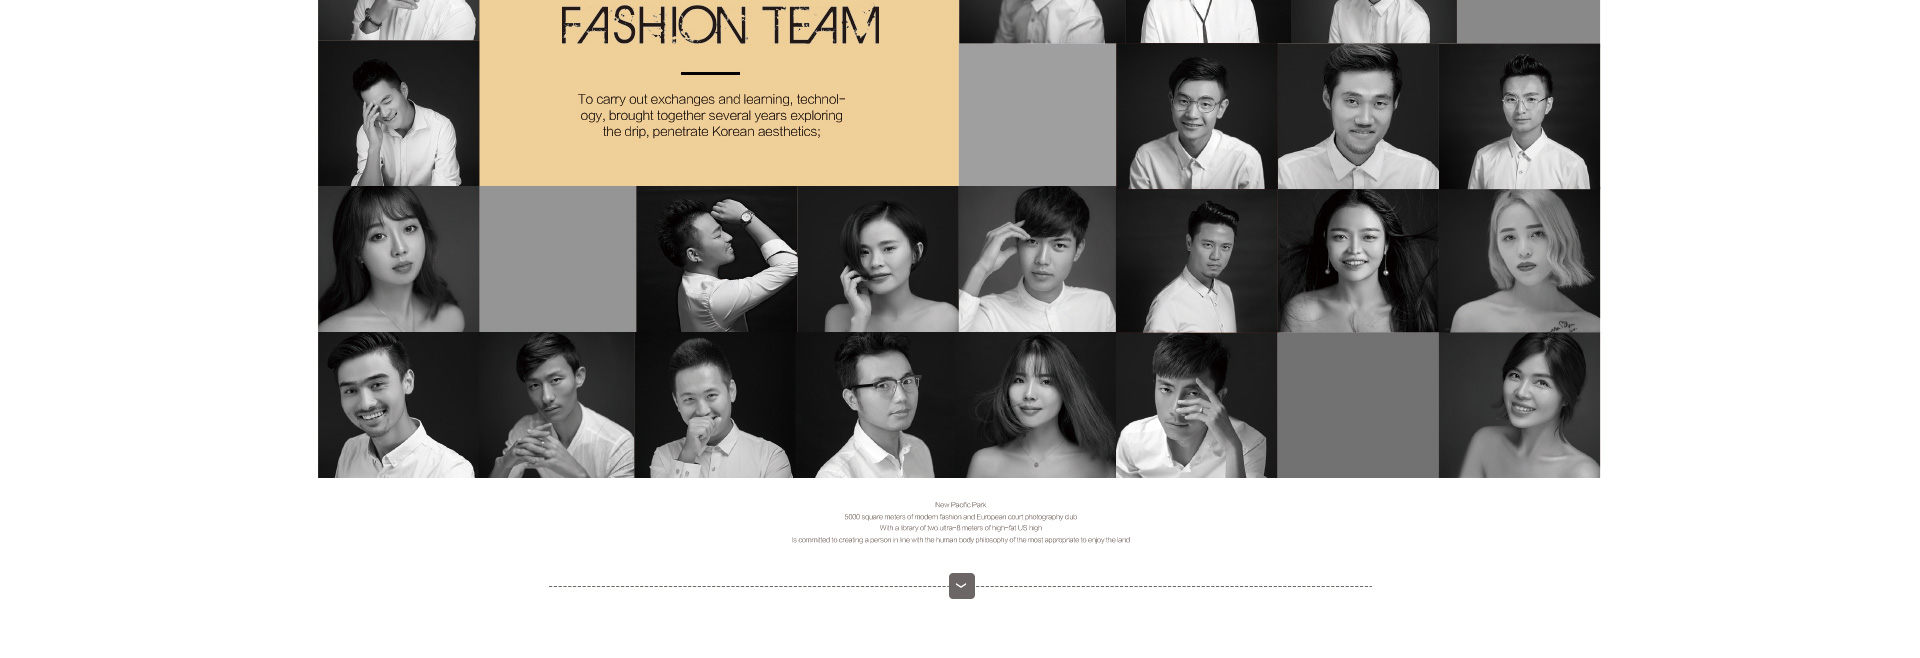 FASHION TEAM
To carry out exchanges and learning, technol-
ogy, brought together several years exploring
the drip, penetrate Korean aesthetics;
New Pacific Park
5000 square meters of modern fashion and European court photography club
With a library of two ultra-8 meters of high-fat US high
Is committed to creating a person in line with the human body philosophy of the most appropriate to enjoy the land